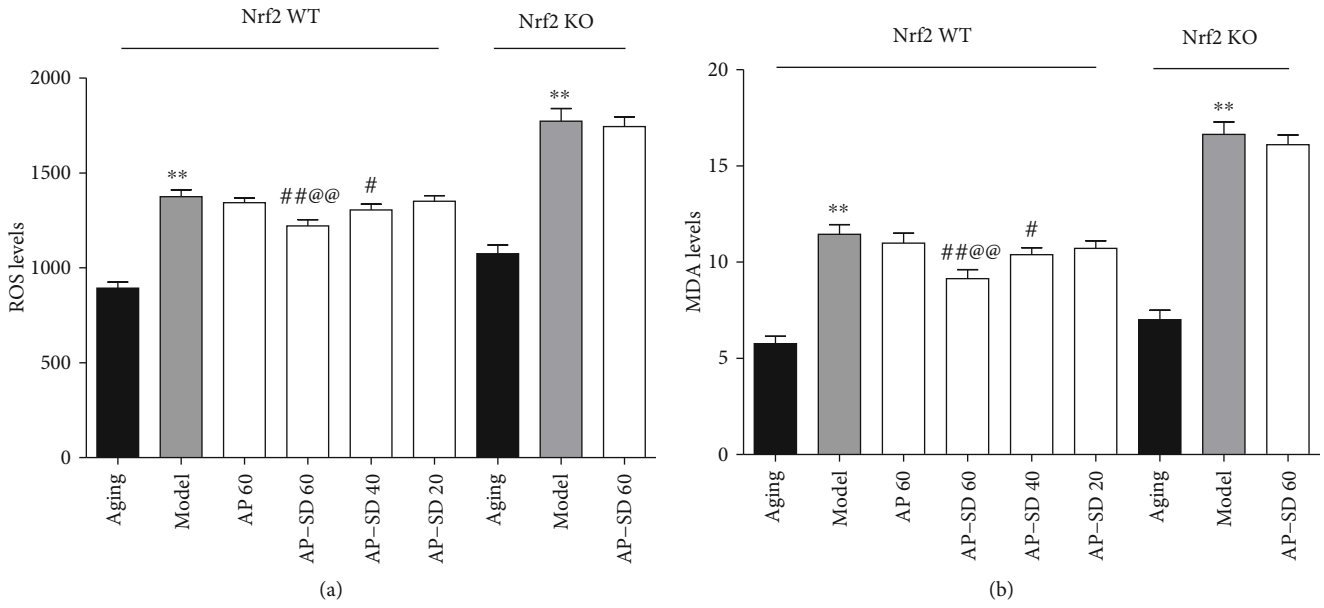 Nrf2 WT
Nrf2 KO
ROS levels
2000
1500
1000
500
0
**
##@@
#
**
Aging
Model
AP 60
AP–SD 60
AP–SD 40
AP–SD 20
Aging
Model
AP–SD 60
(a)
Nrf2 WT
Nrf2 KO
MDA levels
20
15
10
5
0
**
##@@
#
**
Aging
Model
AP 60
AP–SD 60
AP–SD 40
AP–SD 20
Aging
Model
AP–SD 60
(b)